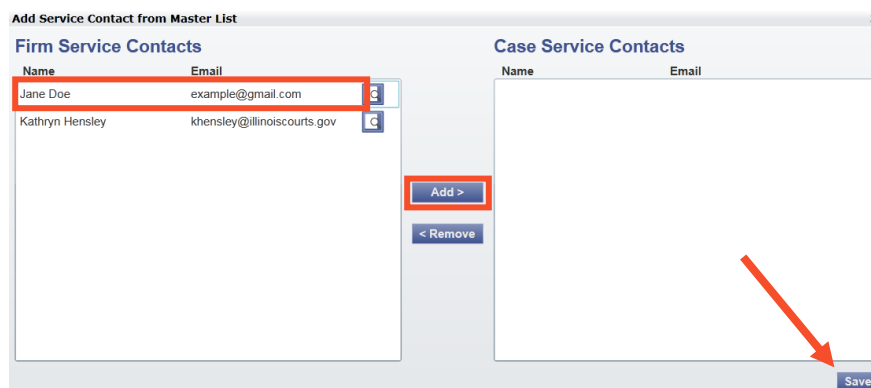 Add Service Contact from Master List
Firm Service Contacts
Case Service Contacts
Name Email
Name Email
Jane Doe example@gmail.com
Kathryn Hensley khensley@illinoiscourts.gov
Add >
< Remove
Save